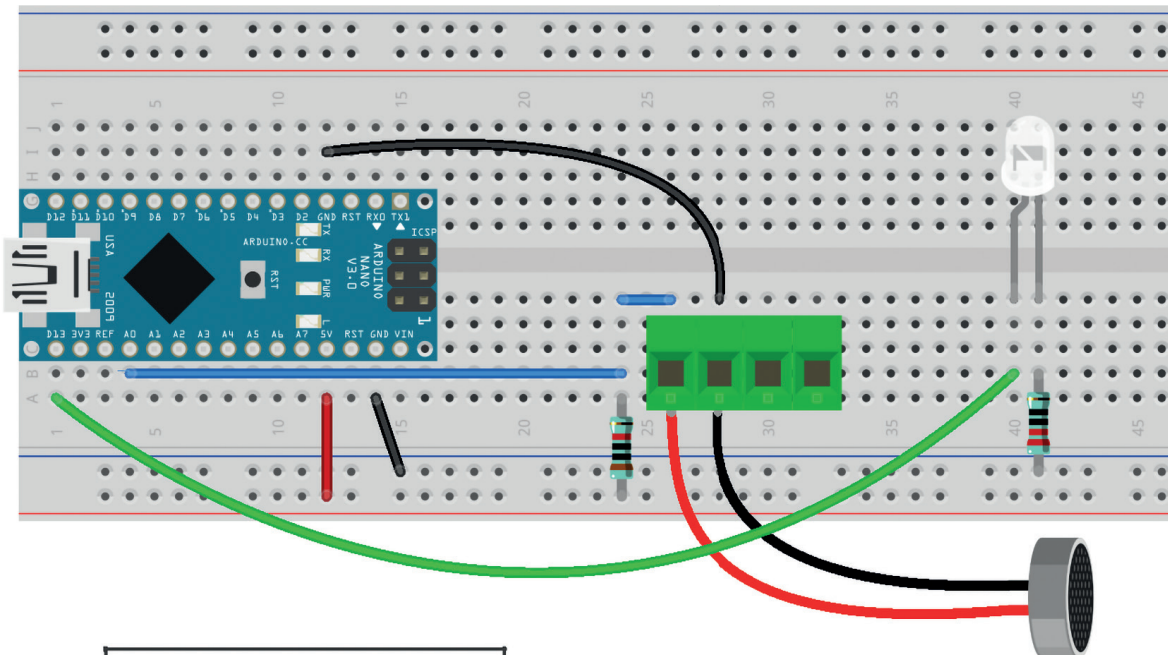 1 5 10 15 20 25 30 35 40 45
J
I
H
G
D12 D11 D10 D9 D8 D7 D6 D5 D4 D3 D2 GND RST RX0 TX1
TX
RX
PWR
L
ICSP
1
USA
2009
ARDUINO.CC
RST
ARDUINO
NANO
V3.0
D13 3V3 REF A0 A1 A2 A3 A4 A5 A6 A7 5V RST GND VIN
C
B
A
1 5 10 15 20 25 30 35 40 45